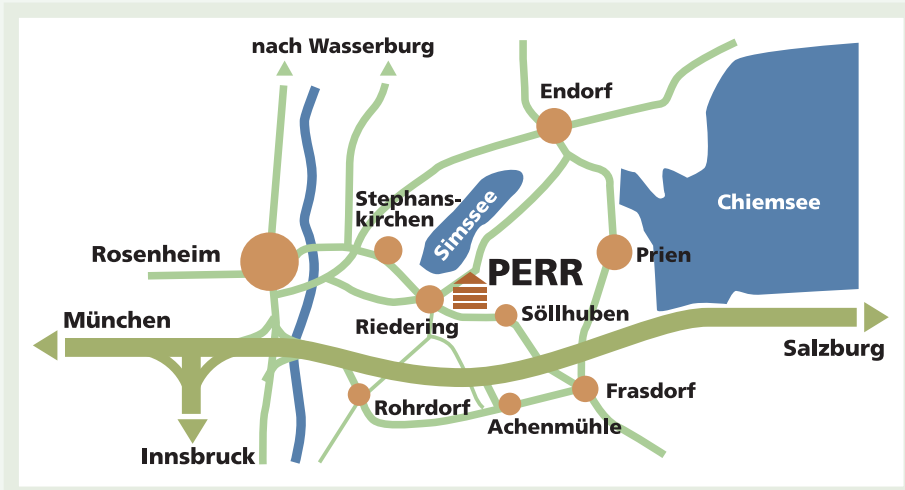 nach Wasserburg
Endorf
Stephans-
kirchen
Simssee
Chiemsee
Rosenheim
Prien
PERR
München
Riedering
Söllhuben
Salzburg
Rohrdorf
Frasdorf
Achenmühle
Innsbruck